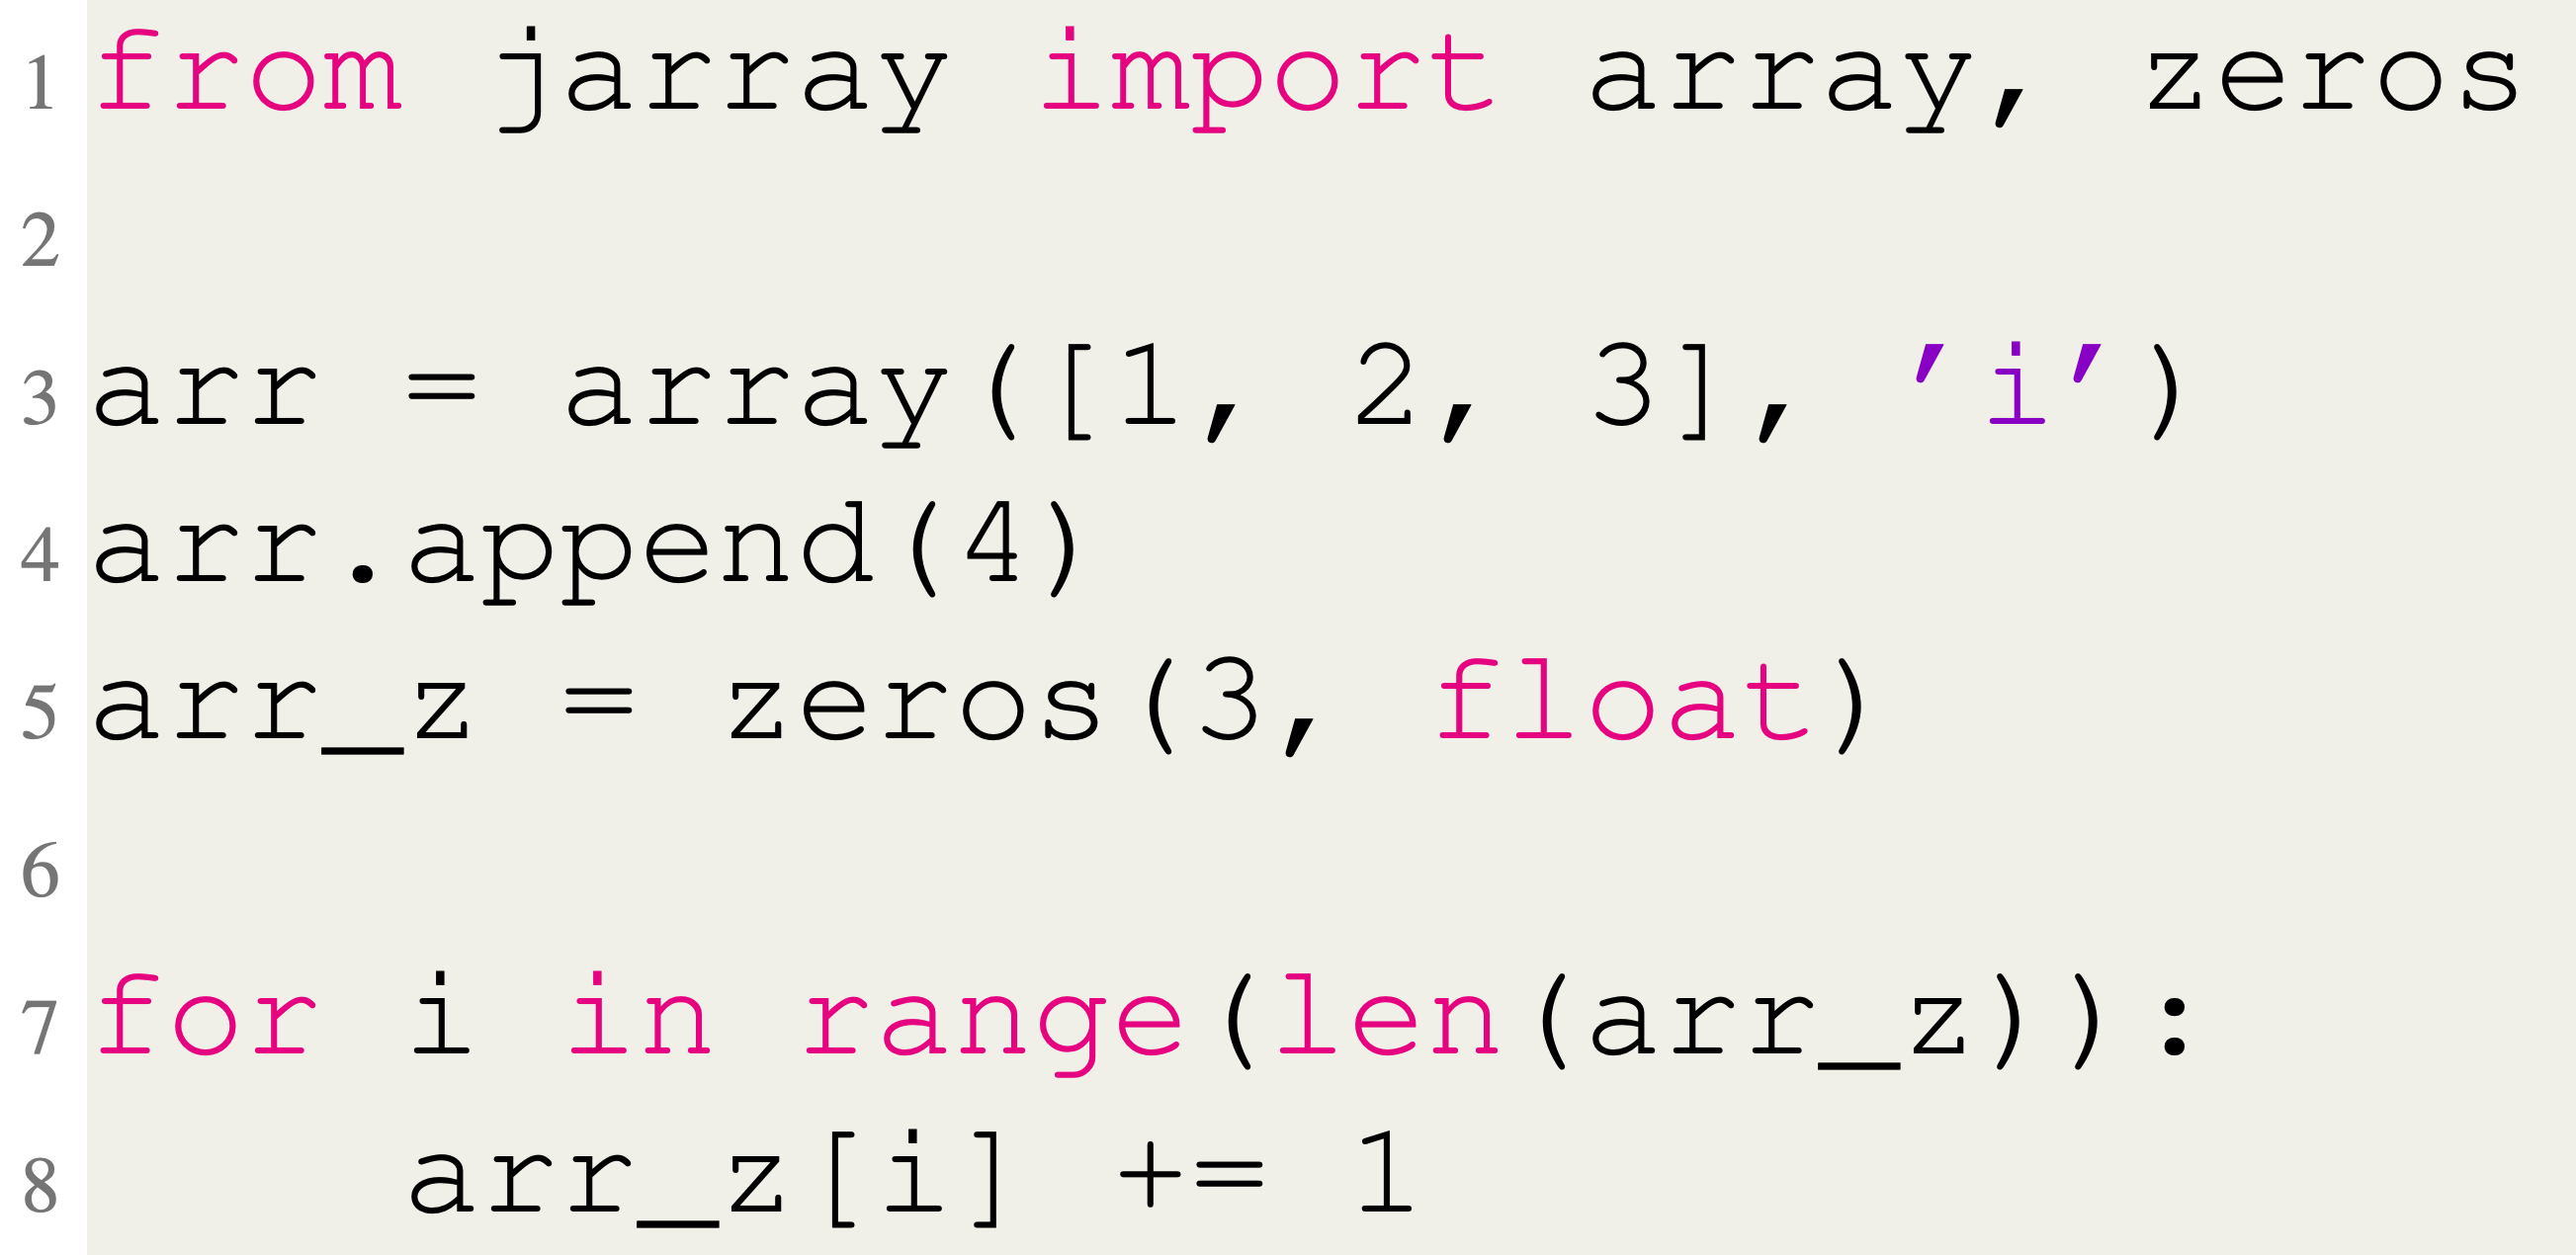 1 from jarray import array, zeros
2
3 arr = array([1, 2, 3], 'i')
4 arr.append(4)
5 arr_z = zeros(3, float)
6
7 for i in range(len(arr_z)):
8     arr_z[i] += 1